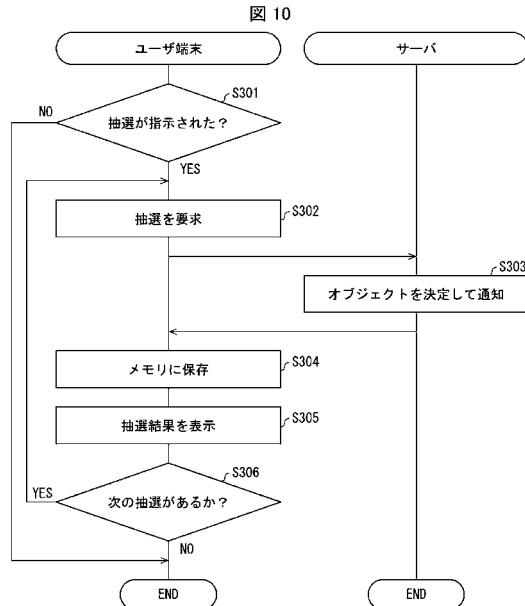 図 10
ユーザ端末
サーバ
S301
NO
抽選が指示された?
YES
S302
抽選を要求
S303
オブジェクトを決定して通知
S304
メモリに保存
S305
抽選結果を表示
S306
YES
次の抽選があるか?
NO
END
END